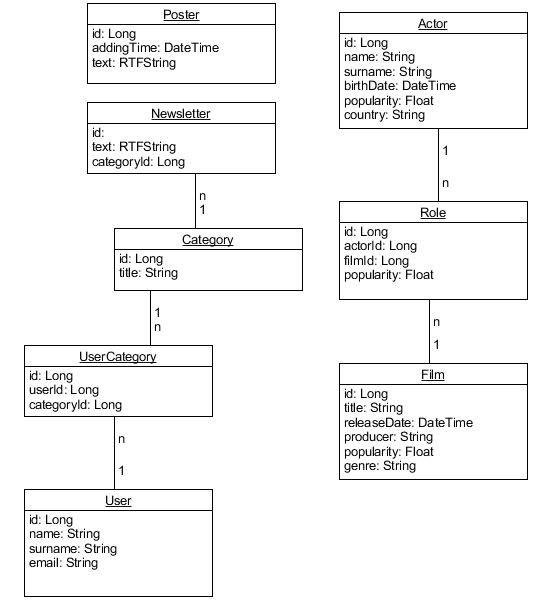 Poster
id: Long
addingTime: DateTime
text: RTFString
Newsletter
id:
text: RTFString
categoryId: Long
n
1
Category
id: Long
title: String
1
n
UserCategory
id: Long
userId: Long
categoryId: Long
n
1
User
id: Long
name: String
surname: String
email: String
Actor
id: Long
name: String
surname: String
birthDate: DateTime
popularity: Float
country: String
1
n
Role
id: Long
actorId: Long
filmId: Long
popularity: Float
n
1
Film
id: Long
title: String
releaseDate: DateTime
producer: String
popularity: Float
genre: String